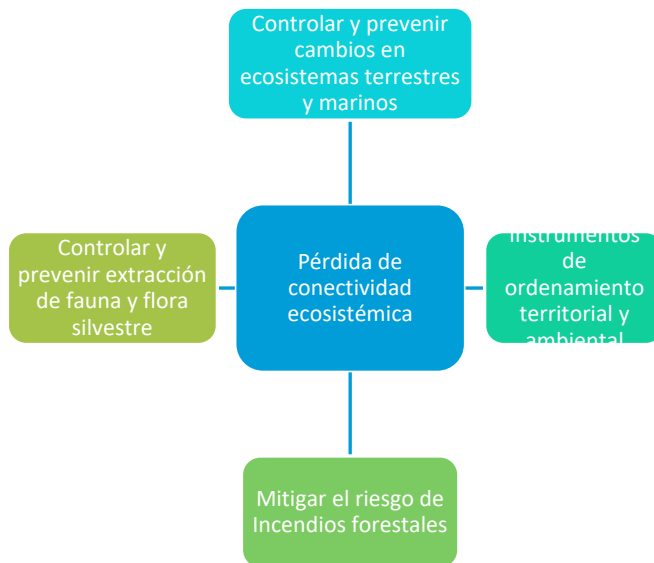 Controlar y prevenir
cambios en
ecosistemas terrestres
y marinos
Controlar y
prevenir extracción
de fauna y flora
silvestre
Pérdida de
conectividad
ecosistémica
Instrumentos
de
ordenamiento
territorial y
ambiental
Mitigar el riesgo de
Incendios forestales